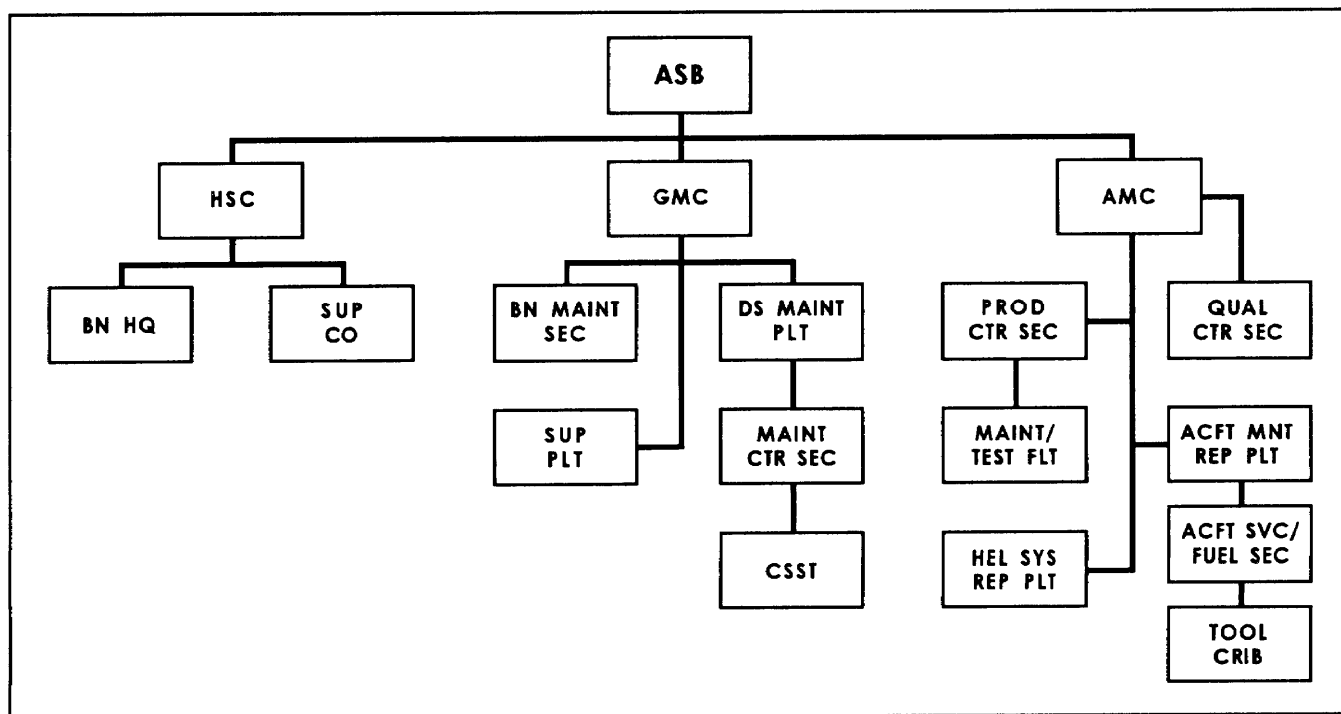 ASB
HSC
GMC
AMC
BN HQ
SUP
CO
BN MAINT
SEC
DS MAINT
PLT
PROD
CTR SEC
QUAL
CTR SEC
SUP
PLT
MAINT
CTR SEC
MAINT/
TEST FLT
ACFT MNT
REP PLT
CSST
HEL SYS
REP PLT
ACFT SVC/
FUEL SEC
TOOL
CRIB